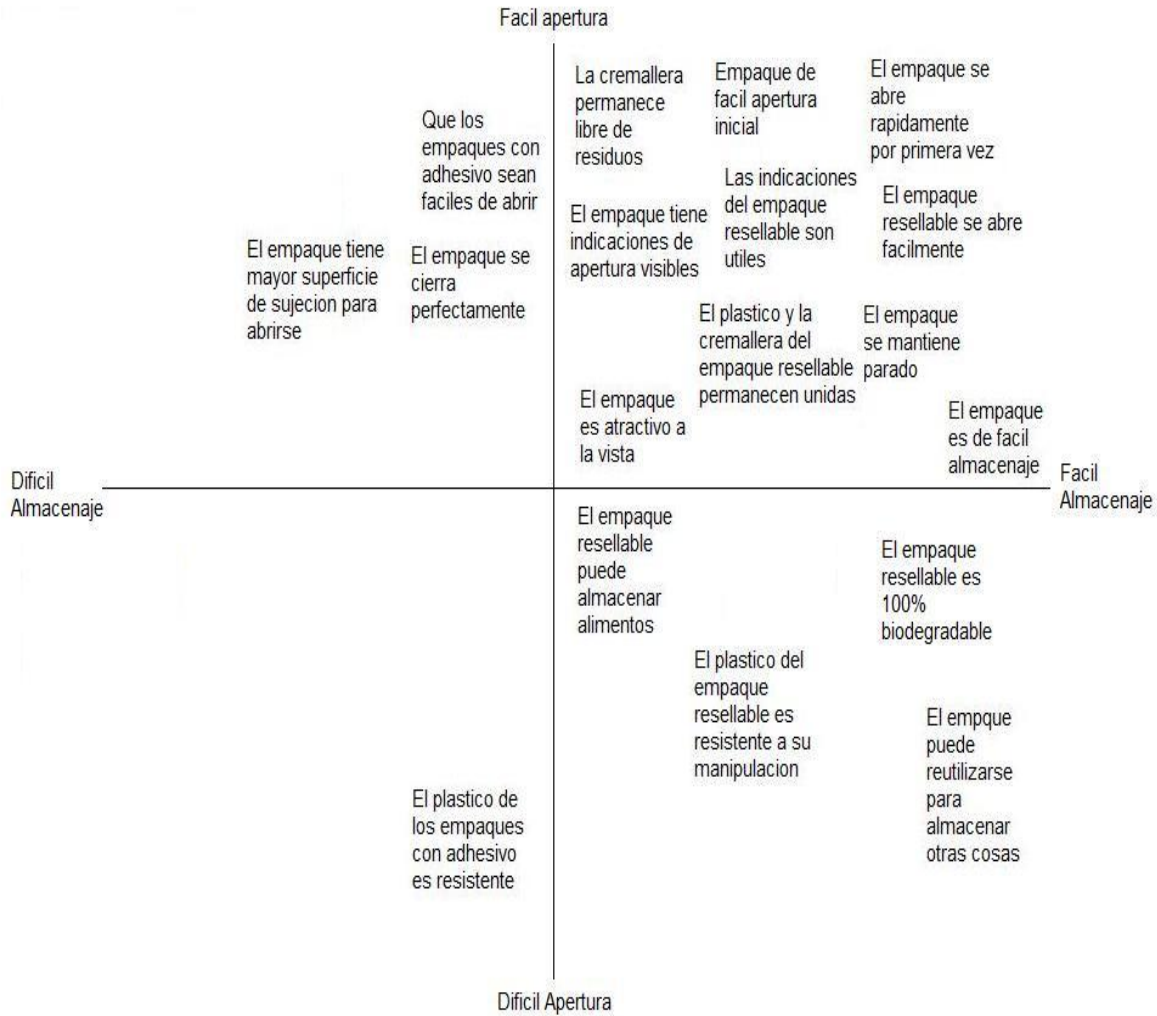 Facil apertura
La cremallera
permanece
libre de
residuos
Empaque de
facil apertura
inicial
El empaque se
abre
rapidamente
por primera vez
Que los
empaques con
adhesivo sean
faciles de abrir
Las indicaciones
del empaque
resellable son
utiles
El empaque
resellable se abre
facilmente
El empaque tiene
indicaciones de
apertura visibles
El empaque tiene
mayor superficie
de sujecion para
abrirse
El empaque se
cierra
perfectamente
El plastico y la
cremallera del
empaque resellable
permanecen unidas
El empaque
se mantiene
parado
El empaque
es atractivo a
la vista
El empaque
es de facil
almacenaje
Dificil
Almacenaje
Facil
Almacenaje
El empaque
resellable
puede
almacenar
alimentos
El empaque
resellable es
100%
biodegradable
El plastico del
empaque
resellable es
resistente a su
manipulacion
El empque
puede
reutilizarse
para
almacenar
otras cosas
El plastico de
los empaques
con adhesivo
es resistente
Dificil Apertura